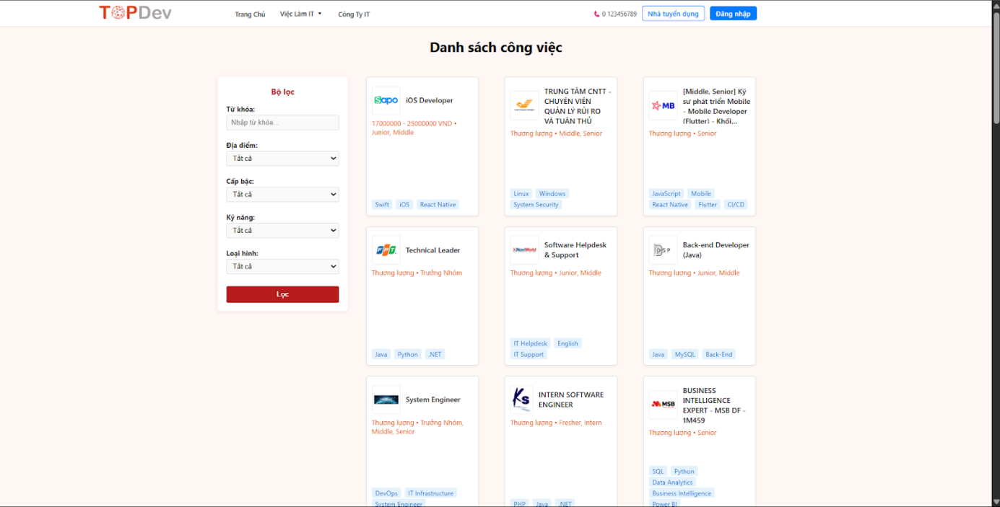 TOPDev
Trang Chủ
Việc Làm IT
Công Ty IT
0 123456789
Nhà tuyển dụng
Đăng nhập
Danh sách công việc
Bộ lọc
Từ khóa:
Nhập từ khóa...
Địa điểm:
Tất cả
Cấp bậc:
Tất cả
Kỹ năng:
Tất cả
Loại hình:
Tất cả
Lọc
Sapo
iOS Developer
17000000 - 25000000 VND •
Junior, Middle
Swift
iOS
React Native
TRUNG TÂM CNTT -
CHUYÊN VIÊN
QUẢN LÝ RỦI RO
VÀ TUÂN THỦ
Thương lượng • Middle, Senior
Linux
Windows
System Security
MB
[Middle, Senior] Kỹ
sư phát triển Mobile
- Mobile Developer
(Flutter) - Khối...
Thương lượng • Senior
JavaScript
Mobile
React Native
Flutter
CI/CD
FPT
Technical Leader
Thương lượng • Trưởng Nhóm
Java
Python
.NET
Software Helpdesk
& Support
Thương lượng • Junior, Middle
IT Helpdesk
English
IT Support
Back-end Developer
(Java)
Thương lượng • Junior, Middle
Java
MySQL
Back-End
System Engineer
Thương lượng • Trưởng Nhóm,
Middle, Senior
DevOps
IT Infrastructure
System Engineer
Ks
INTERN SOFTWARE
ENGINEER
Thương lượng • Fresher, Intern
PHP
Java
.NET
MSB
BUSINESS
INTELLIGENCE
EXPERT - MSB DF -
1M459
Thương lượng • Senior
SQL
Python
Data Analytics
Business Intelligence
Power BI